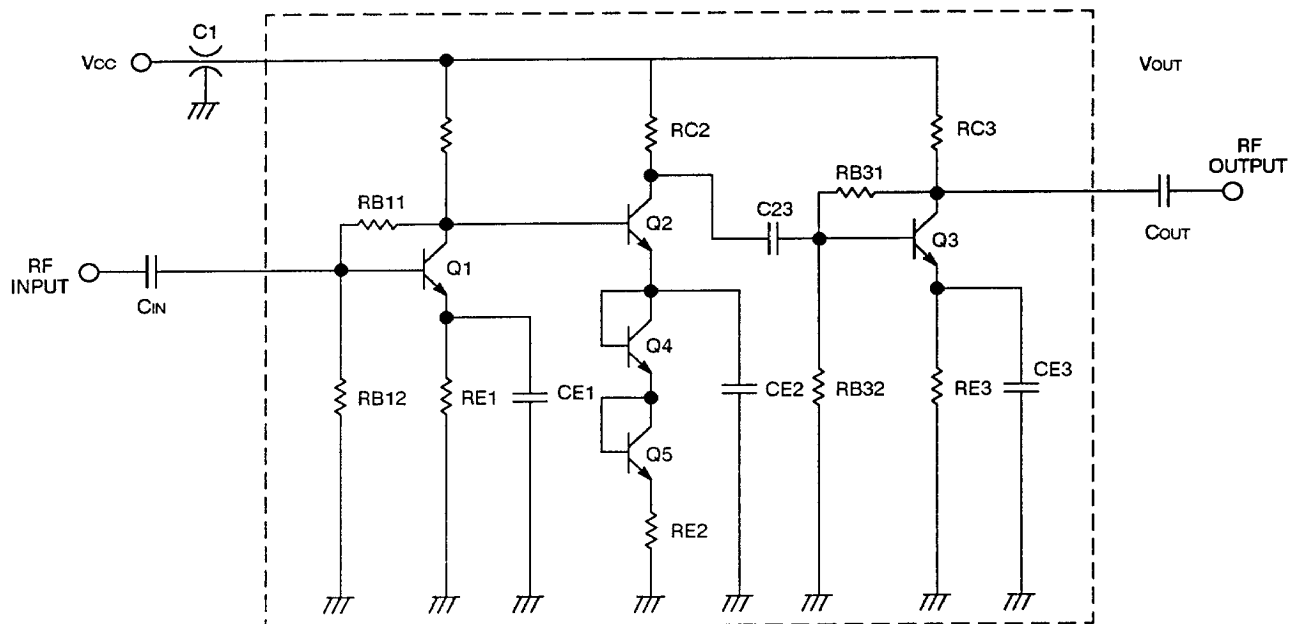 C1
VCC
VOUT
RC2
RC3
RF
OUTPUT
RB11
RB31
C23
Q2
Q3
COUT
RF
INPUT
CIN
Q1
Q4
RB12
RE1
CE1
CE2
RB32
RE3
CE3
Q5
RE2